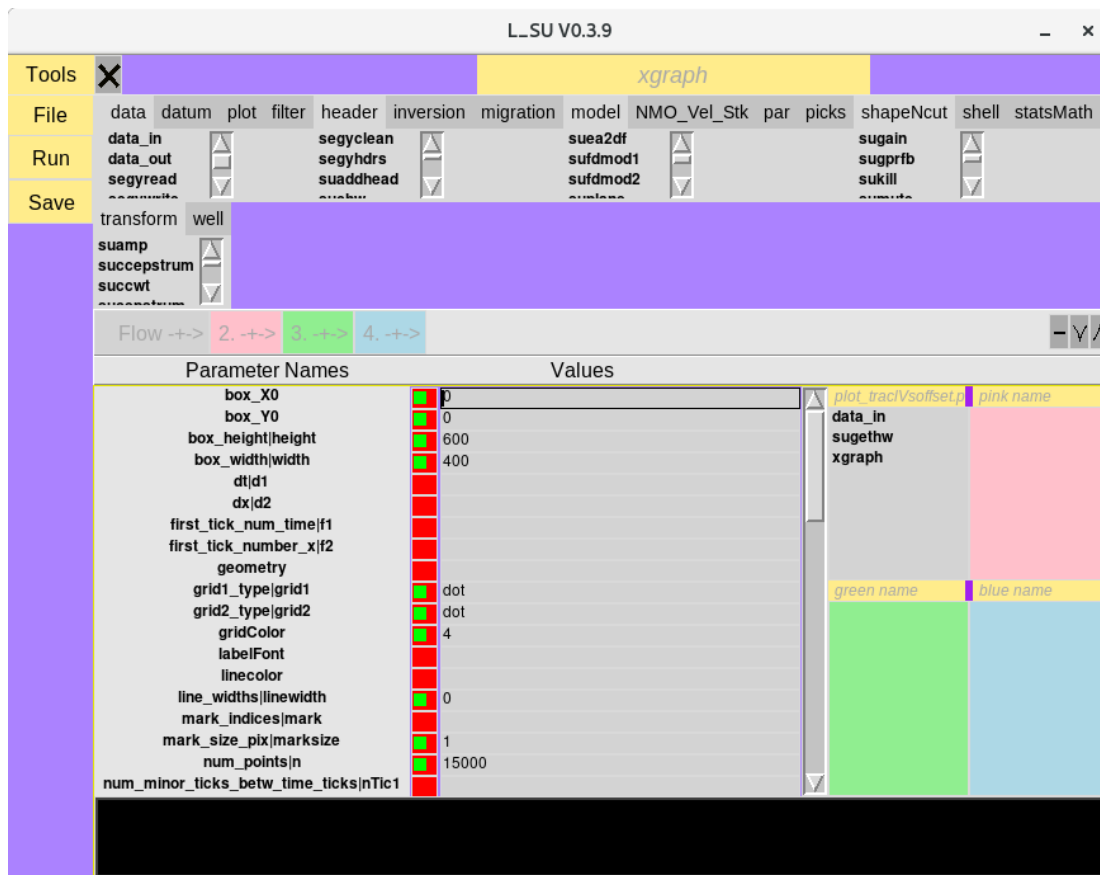 L_SU V0.3.9
Tools
xgraph
File
data datum plot filter header inversion migration model NMO_Vel_Stk par picks shapeNcut shell statsMath
data_in segyclean suea2df sugain
Run
data_out segyhdrs sufdmod1 sugprfb
segyread suaddhead sufdmod2 sukill
Save
transform well
suamp
succepstrum
succwt
Flow -+-> 2. -+-> 3. -+-> 4. -+->
Parameter Names Values
box_X0 0 plot_traclVsoffset.p pink name
box_Y0 0 data_in
box_height|height 600 sugethw
box_width|width 400 xgraph
dt|d1
dx|d2
first_tick_num_time|f1
first_tick_number_x|f2
geometry
grid1_type|grid1 dot green name blue name
grid2_type|grid2 dot
gridColor 4
labelFont
linecolor
line_widths|linewidth 0
mark_indices|mark
mark_size_pix|marksize 1
num_points|n 15000
num_minor_ticks_betw_time_ticks|nTic1